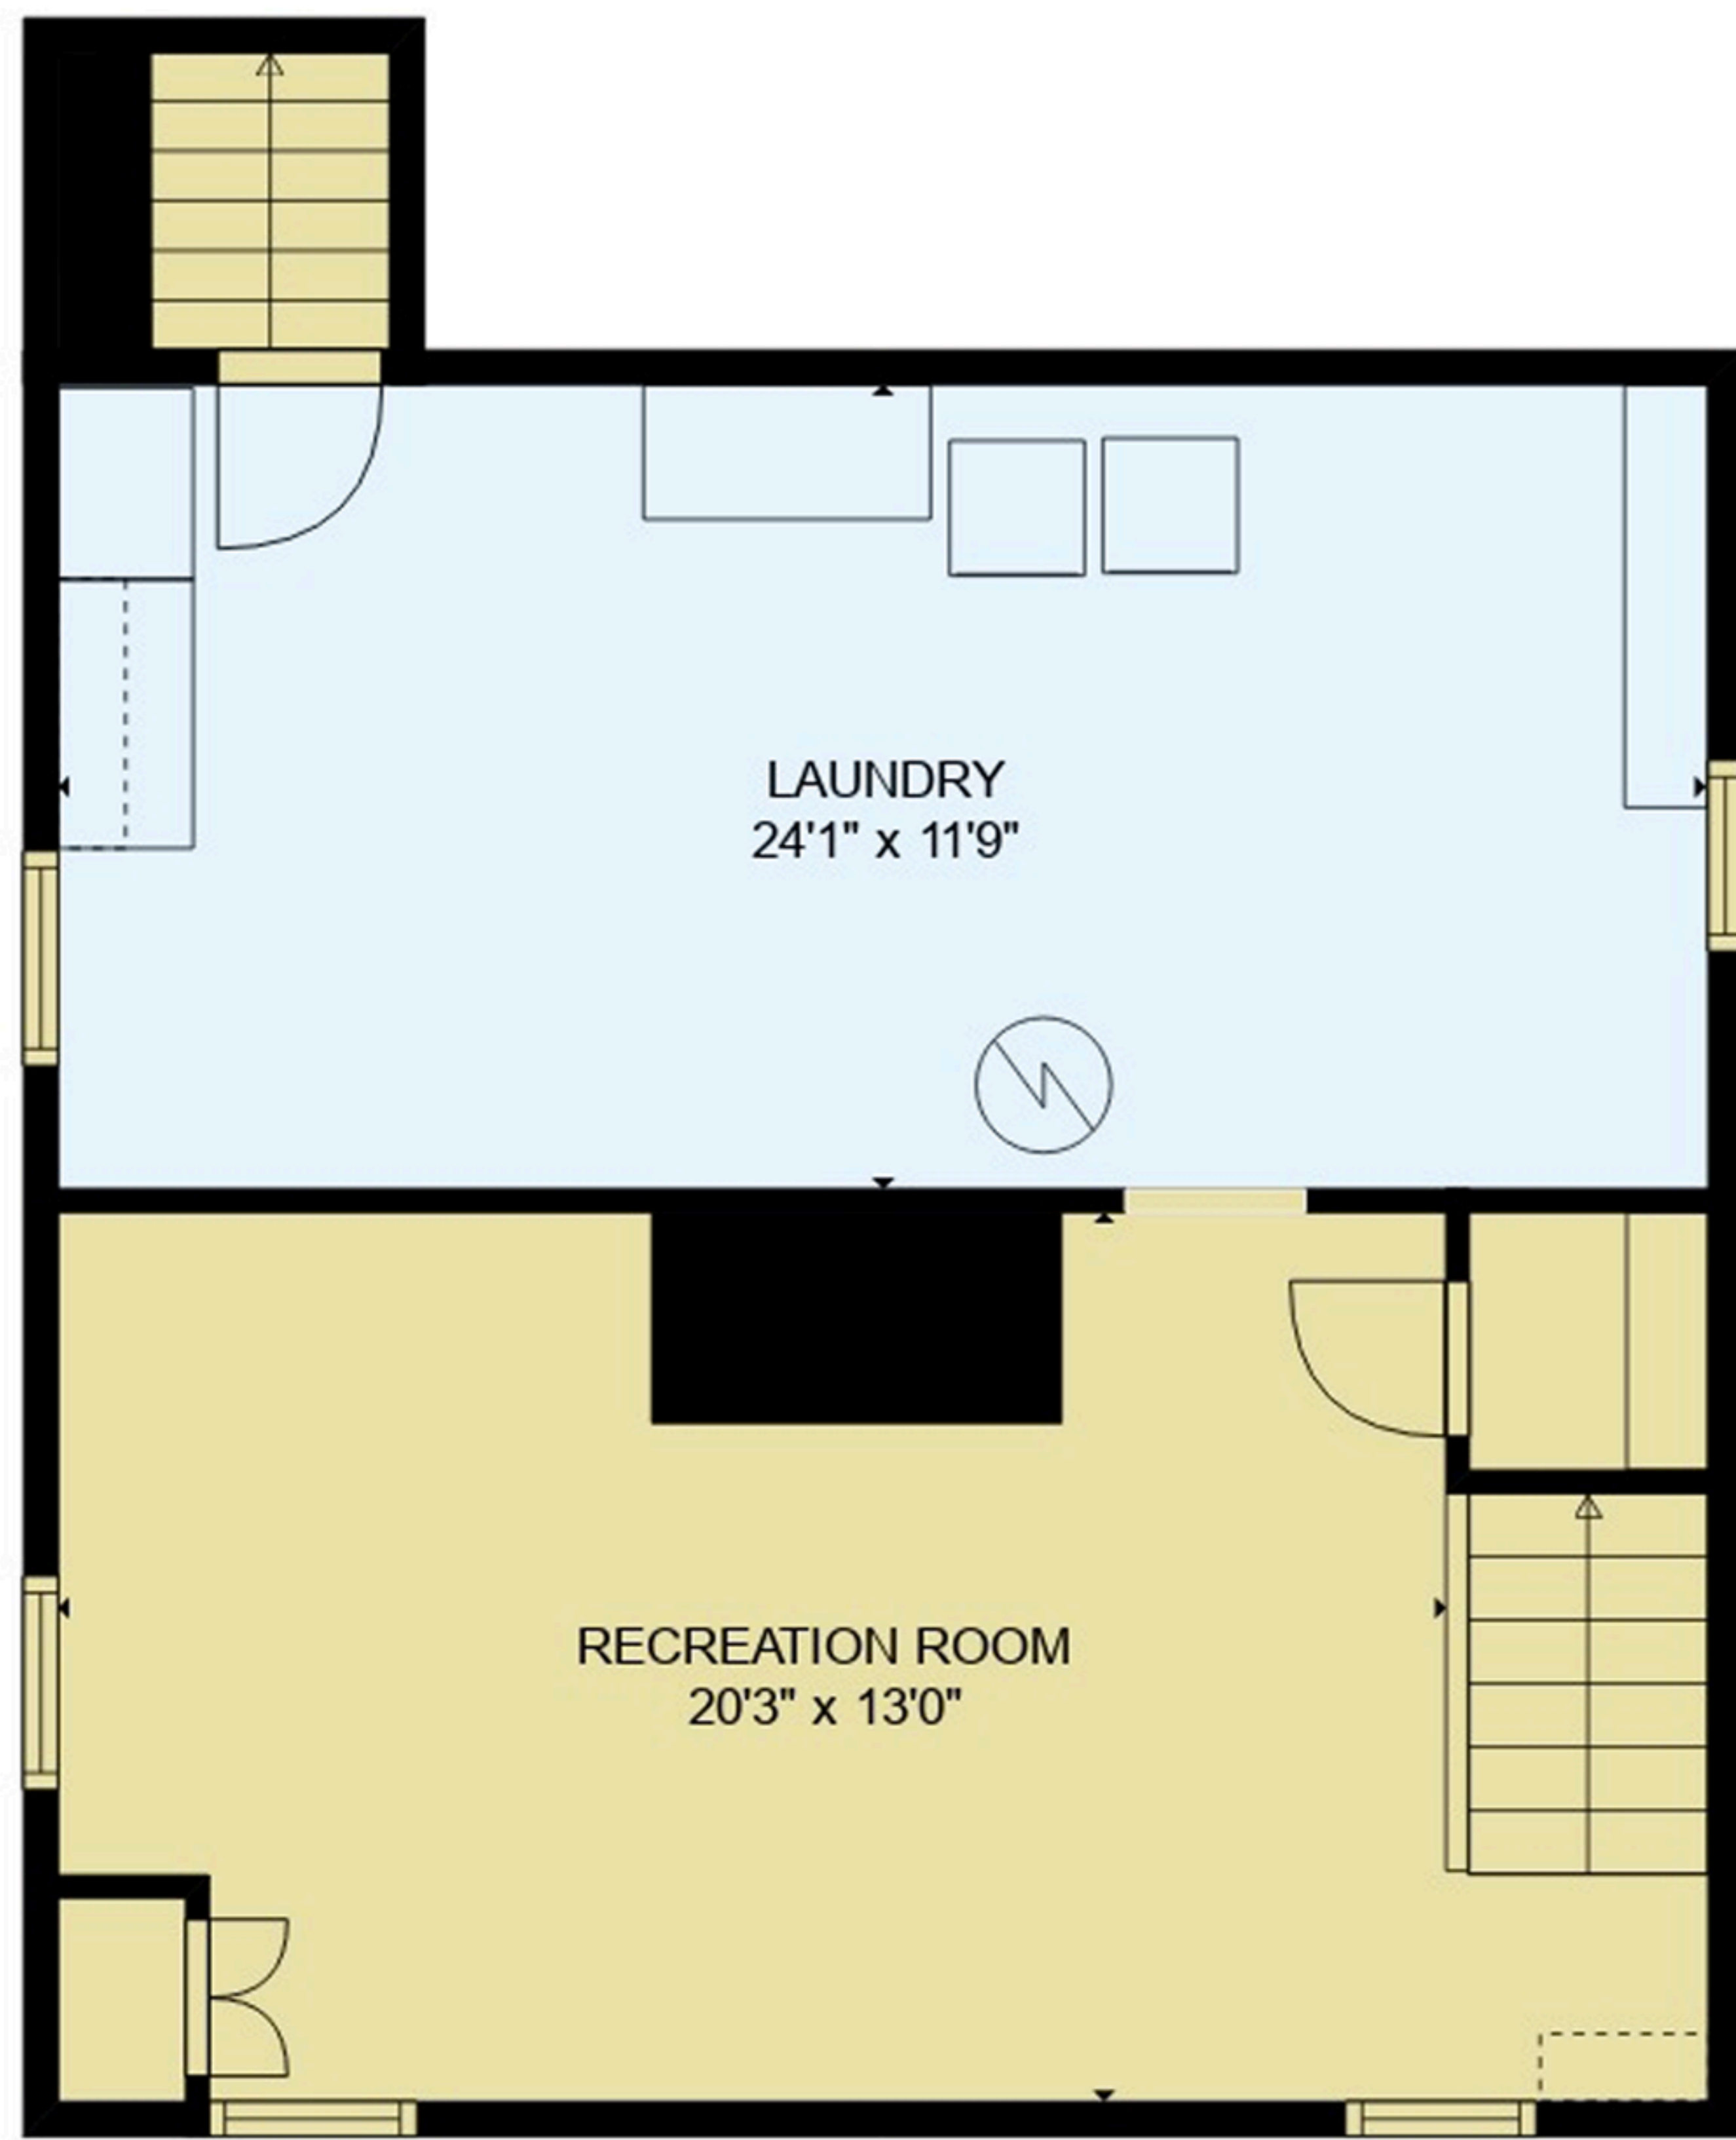 LAUNDRY
24'1" x 11'9"
RECREATION ROOM
20'3" x 13'0"